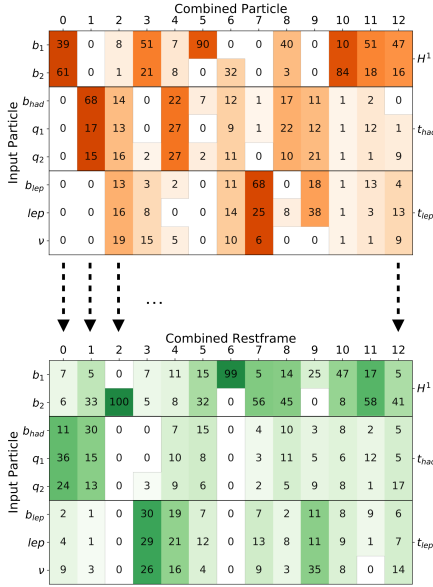 Combined Particle
0 1 2 3 4 5 6 7 8 9 10 11 12
b1 39 0 8 51 7 90 0 0 40 0 10 51 47
H1
b2 61 0 1 21 8 0 32 0 3 0 84 18 16
bhad 0 68 14 0 22 7 12 1 17 11 1 2 0
Input Particle
q1 0 17 13 0 27 0 9 1 22 12 1 12 1 thad
q2 0 15 16 2 27 2 11 0 10 21 1 1 9
blep 0 0 13 3 2 0 11 68 0 18 1 13 4
lep 0 0 16 8 0 0 14 25 8 38 1 3 13 tlep
ν 0 0 19 15 5 0 10 6 0 0 1 1 9
...
Combined Restframe
0 1 2 3 4 5 6 7 8 9 10 11 12
b1 7 5 0 7 11 15 99 5 14 25 47 17 5
H1
b2 6 33 100 5 8 32 0 56 45 0 8 58 41
bhad 11 30 0 0 7 15 0 4 10 3 8 2 5
Input Particle
q1 36 15 0 0 10 8 0 3 11 5 6 12 5 thad
q2 24 13 0 3 9 6 0 2 5 9 8 1 17
blep 2 1 0 30 19 7 0 7 2 11 8 2 6
lep 4 1 0 29 21 12 0 13 8 11 9 1 7 tlep
ν 9 3 0 26 16 4 0 9 3 35 8 0 14